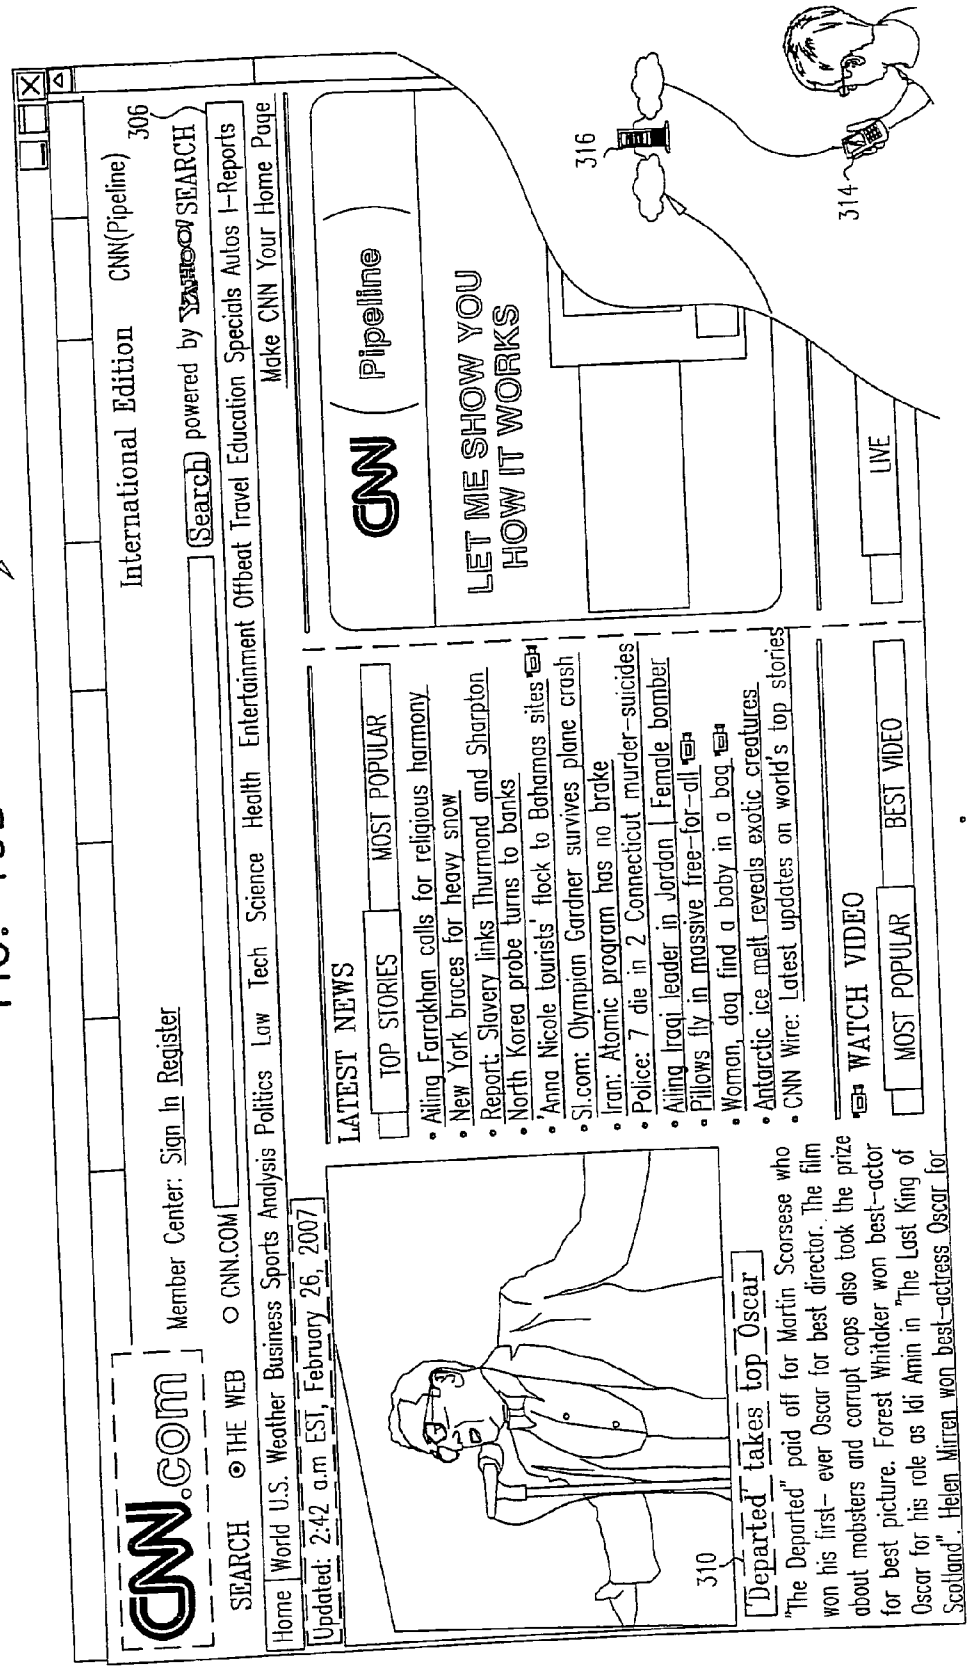 306
CNN.com
Member Center: Sign In Register
International Edition
CNN(Pipeline)
SEARCH
THE WEB
CNN.COM
Search powered by YAHOO! SEARCH
Home World U.S. Weather Business Sports Analysis Politics Law Tech Science Health Entertainment Offbeat Travel Education Specials Autos I-Reports
Updated: 2:42 a.m EST, February 26, 2007
Make CNN Your Home Page
310
'Departed' takes top Oscar
"The Departed" paid off for Martin Scorsese who
won his first- ever Oscar for best director. The film
about mobsters and corrupt cops also took the prize
for best picture. Forest Whitaker won best-actor
Oscar for his role as Idi Amin in "The Last King of
Scotland". Helen Mirren won best-actress Oscar for
LATEST NEWS
TOP STORIES
MOST POPULAR
• Ailing Farrakhan calls for religious harmony
• New York braces for heavy snow
• Report: Slavery links Thurmond and Sharpton
• North Korea probe turns to banks
• 'Anna Nicole tourists' flock to Bahamas sites
• SI.com: Olympian Gardner survives plane crash
• Iran: Atomic program has no brake
• Police: 7 die in 2 Connecticut murder-suicides
• Ailing Iraqi leader in Jordan | Female bomber
• Pillows fly in massive free-for-all
• Woman, dog find a baby in a bag
• Antarctic ice melt reveals exotic creatures
• CNN Wire: Latest updates on world's top stories
WATCH VIDEO
MOST POPULAR
BEST VIDEO
CNN
(Pipeline)
LET ME SHOW YOU
HOW IT WORKS
LIVE
316
314